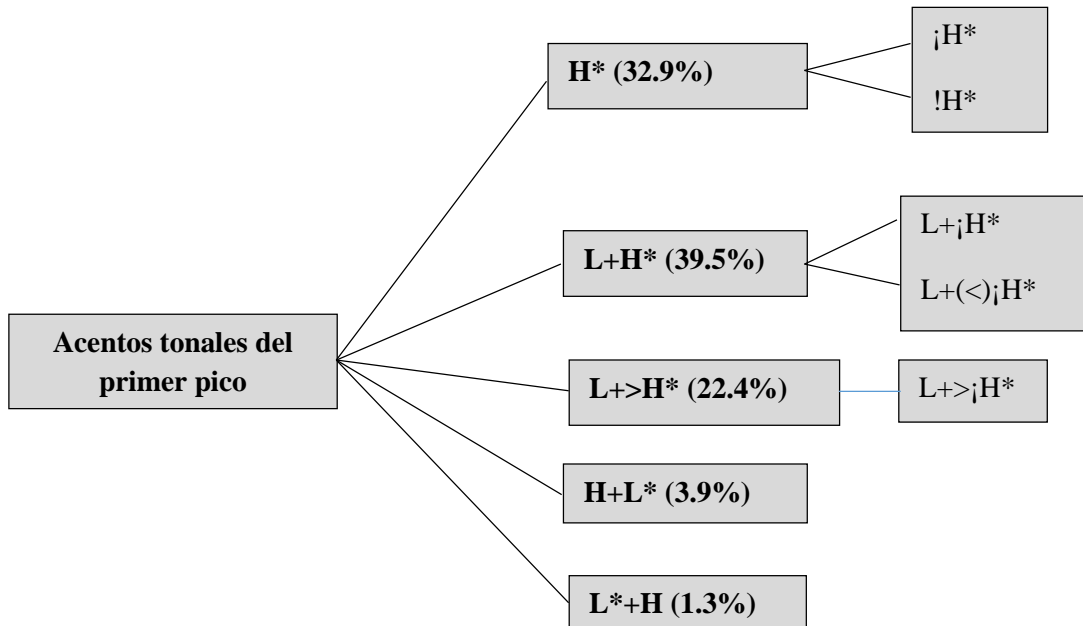 Acentos tonales del
primer pico
H* (32.9%)
¡H*
!H*
L+H* (39.5%)
L+¡H*
L+(<)¡H*
L+>H* (22.4%)
L+>¡H*
H+L* (3.9%)
L*+H (1.3%)